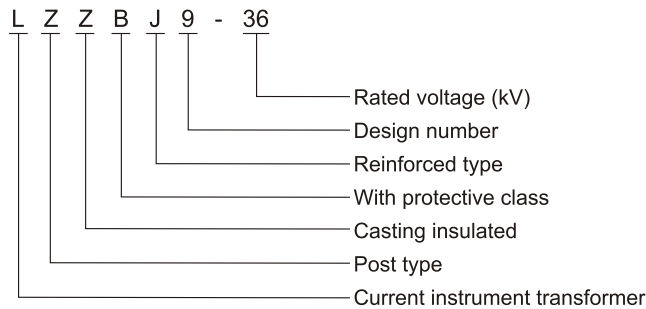 L Z Z B J 9 - 36
Rated voltage (kV)
Design number
Reinforced type
With protective class
Casting insulated
Post type
Current instrument transformer